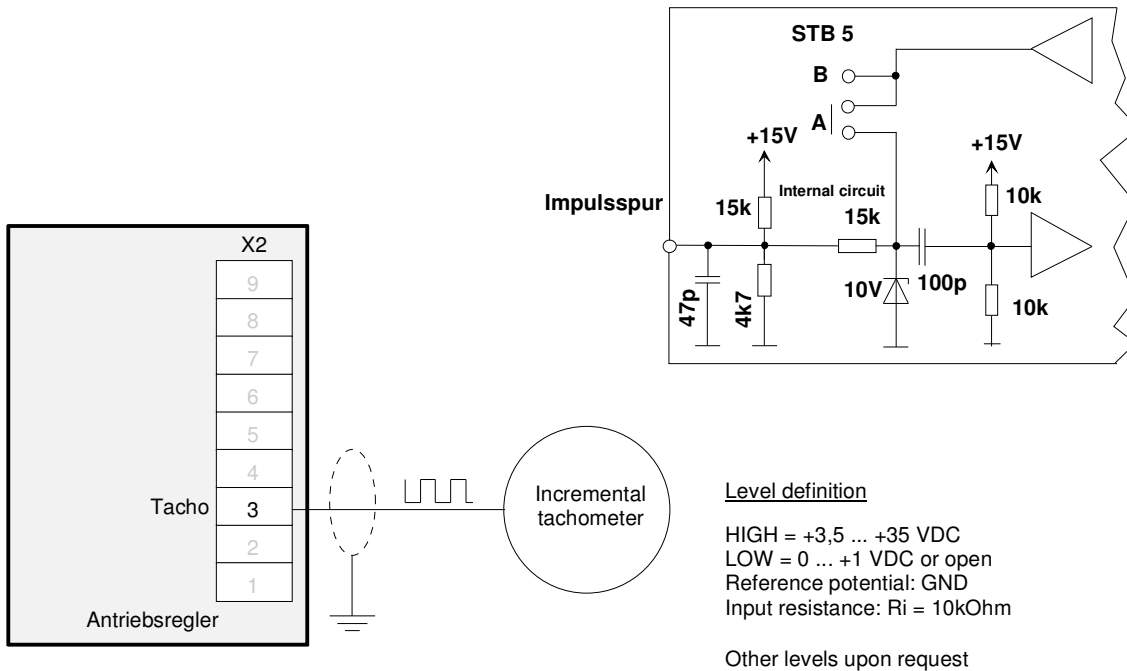 STB 5
B
A
+15V
+15V
Internal circuit
Impulsspur
15k
15k
10k
47p
4k7
10V
100p
10k
X2
9
8
7
6
5
4
Tacho
3
2
1
Antriebsregler
Incremental
tachometer
Level definition
HIGH = +3,5 ... +35 VDC
LOW = 0 ... +1 VDC or open
Reference potential: GND
Input resistance: Ri = 10kOhm
Other levels upon request